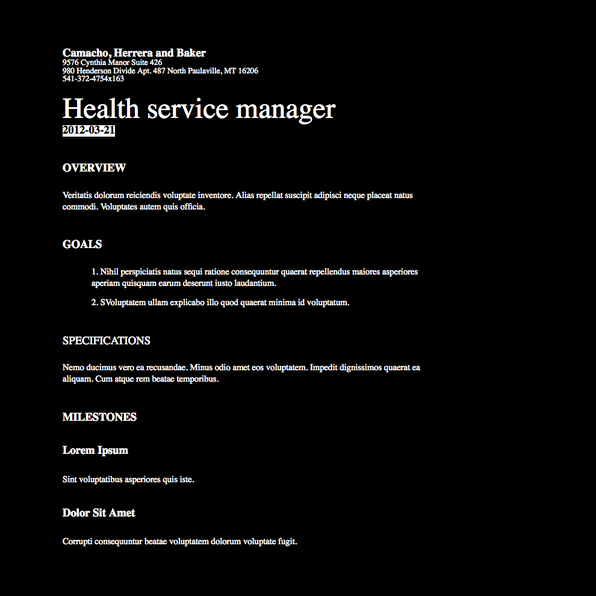 Camacho, Herrera and Baker
9576 Cynthia Manor Suite 426
980 Henderson Divide Apt. 487 North Paulaville, MT 16206
541-372-4754x163
Health service manager
2012-03-21
OVERVIEW
Veritatis dolorum reiciendis voluptate inventore. Alias repellat suscipit adipisci neque placeat natus
commodi. Voluptates autem quis officia.
GOALS
1. Nihil perspiciatis natus sequi ratione consequuntur quaerat repellendus maiores asperiores
aperiam quisquam earum deserunt iusto laudantium.
2. SVoluptatem ullam explicabo illo quod quaerat minima id voluptatum.
SPECIFICATIONS
Nemo ducimus vero ea recusandae. Minus odio amet eos voluptatem. Impedit dignissimos quaerat ea
aliquam. Cum atque rem beatae temporibus.
MILESTONES
Lorem Ipsum
Sint voluptatibus asperiores quis iste.
Dolor Sit Amet
Corrupti consequuntur beatae voluptatem dolorum voluptate fugit.